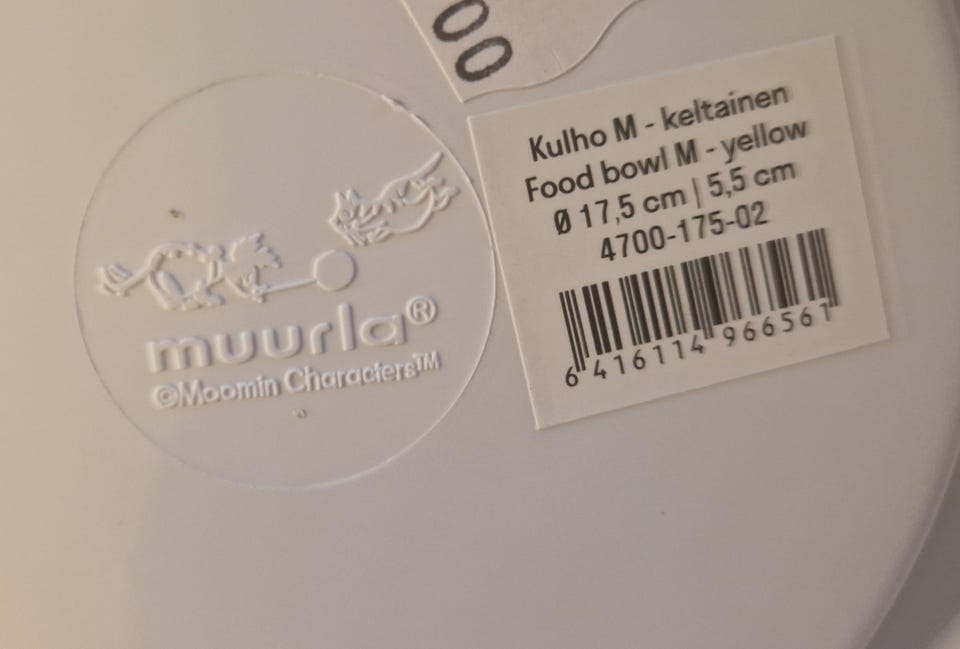 00
Kulho M - keltainen
Food bowl M - yellow
Ø 17,5 cm | 5,5 cm
4700-175-02
6 416114 966561
muurla®
©Moomin Characters™